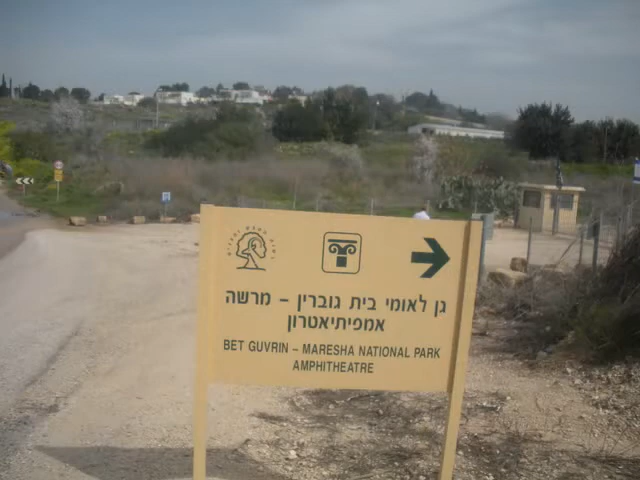 גן לאומי בית גוברין – מרשה
אמפיתיאטרון
BET GUVRIN – MARESHA NATIONAL PARK
AMPHITHEATRE